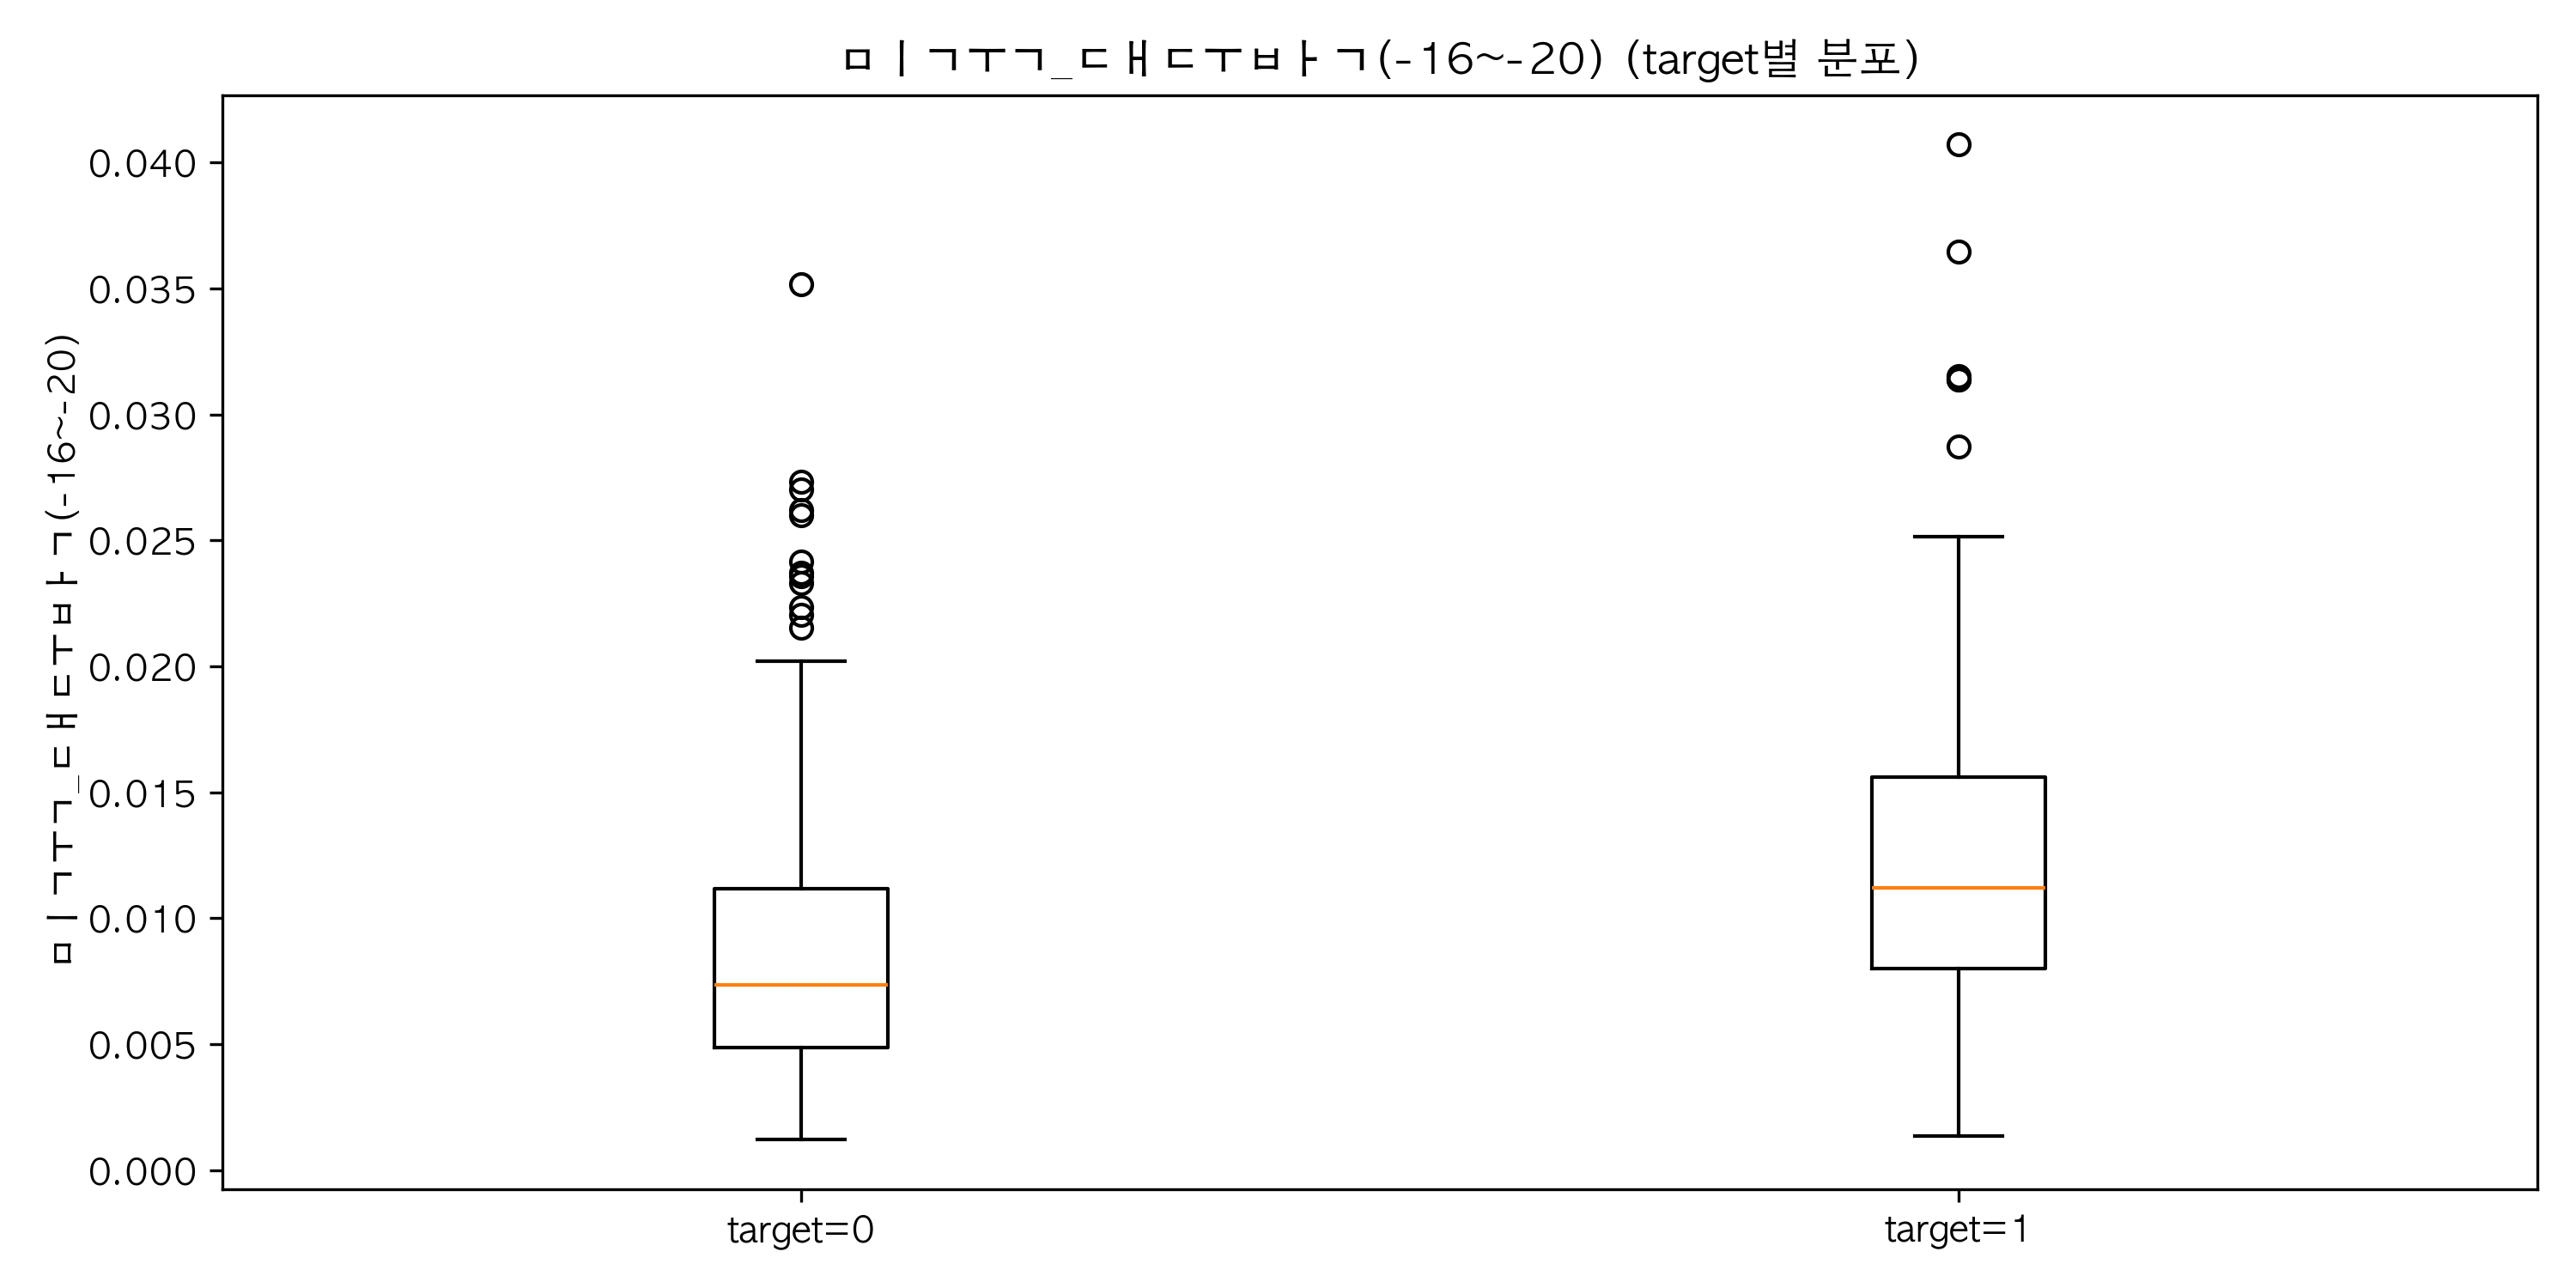 ㅁㅣㄱㅜㄱ_ㄷㅐㄷㅜㅂㅏㄱ(-16~-20) (target별 분포)
ㅁㅣㄱㅜㄱ_ㄷㅐㄷㅜㅂㅏㄱ(-16~-20)
0.040
0.035
0.030
0.025
0.020
0.015
0.010
0.005
0.000
target=0
target=1